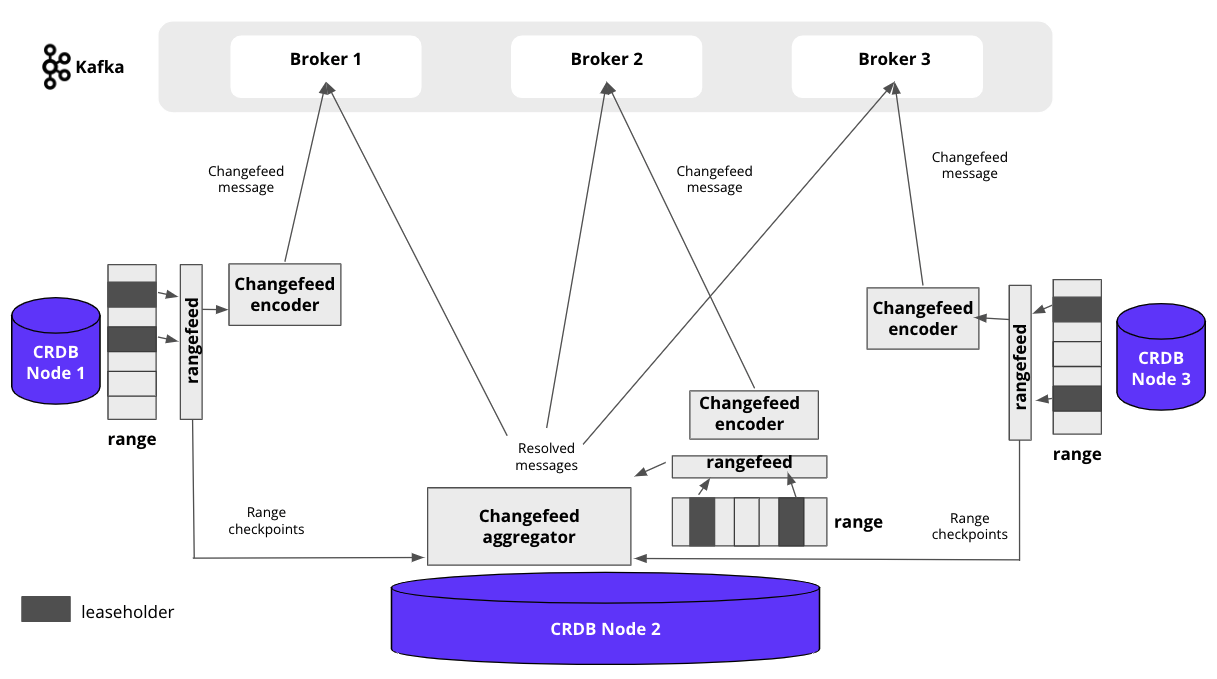 Kafka
Broker 1
Broker 2
Broker 3
Changefeed
message
Changefeed
message
Changefeed
message
CRDB
Node 1
range
rangefeed
Changefeed
encoder
Changefeed
encoder
rangefeed
range
CRDB
Node 3
Changefeed
encoder
rangefeed
range
Resolved
messages
Changefeed
aggregator
Range
checkpoints
Range
checkpoints
leaseholder
CRDB Node 2